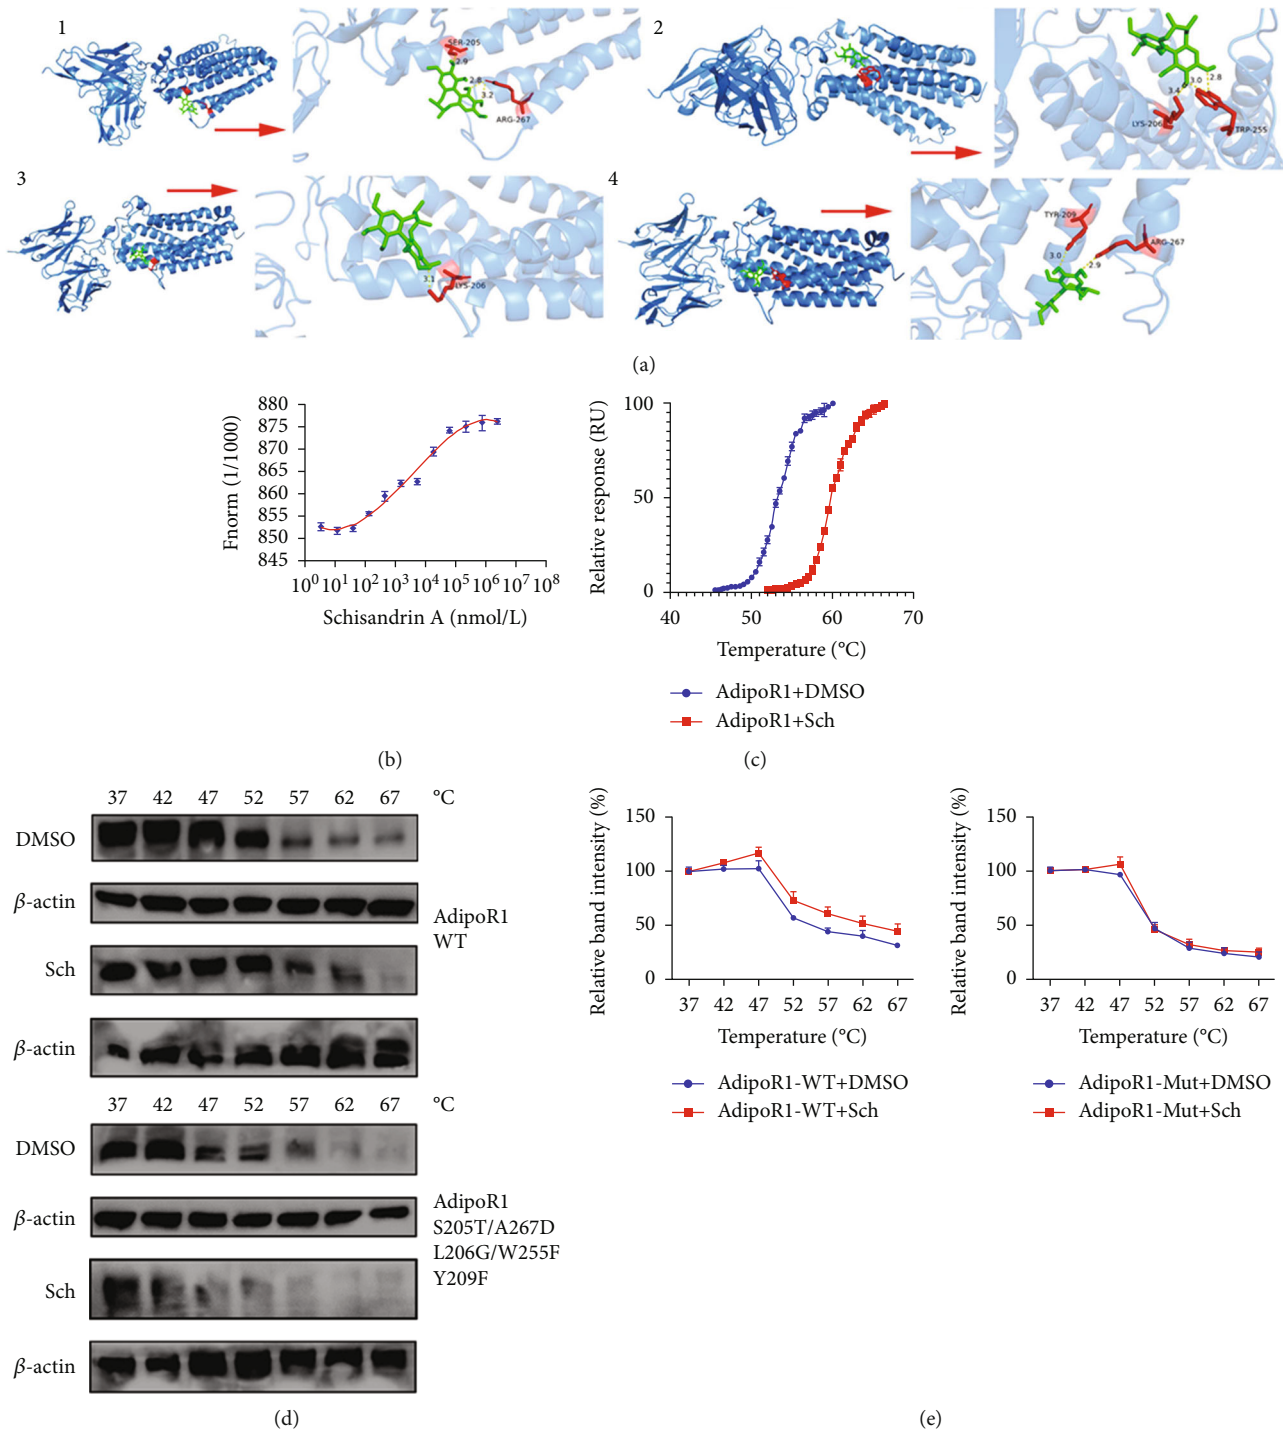 1
SER-205
2.9
2.8
3.2
ARG-267
2
2.8
3.0
3.4
LYS-206
TRP-255
3
3.1
LYS-206
4
TYR-209
ARG-267
3.0
2.9
(a)
880
875
870
865
860
855
850
845
Fnorm (1/1000)
10⁰ 10¹ 10² 10³ 10⁴ 10⁵ 10⁶ 10⁷ 10⁸
Schisandrin A (nmol/L)
(b)
100
50
0
Relative response (RU)
40 50 60 70
Temperature (°C)
AdipoR1+DMSO
AdipoR1+Sch
(c)
37 42 47 52 57 62 67 °C
DMSO
β-actin
AdipoR1
WT
Sch
β-actin
37 42 47 52 57 62 67 °C
DMSO
β-actin
AdipoR1
S205T/A267D
L206G/W255F
Y209F
Sch
β-actin
(d)
150
100
50
0
Relative band intensity (%)
37 42 47 52 57 62 67
Temperature (°C)
AdipoR1-WT+DMSO
AdipoR1-WT+Sch
150
100
50
0
Relative band intensity (%)
37 42 47 52 57 62 67
Temperature (°C)
AdipoR1-Mut+DMSO
AdipoR1-Mut+Sch
(e)